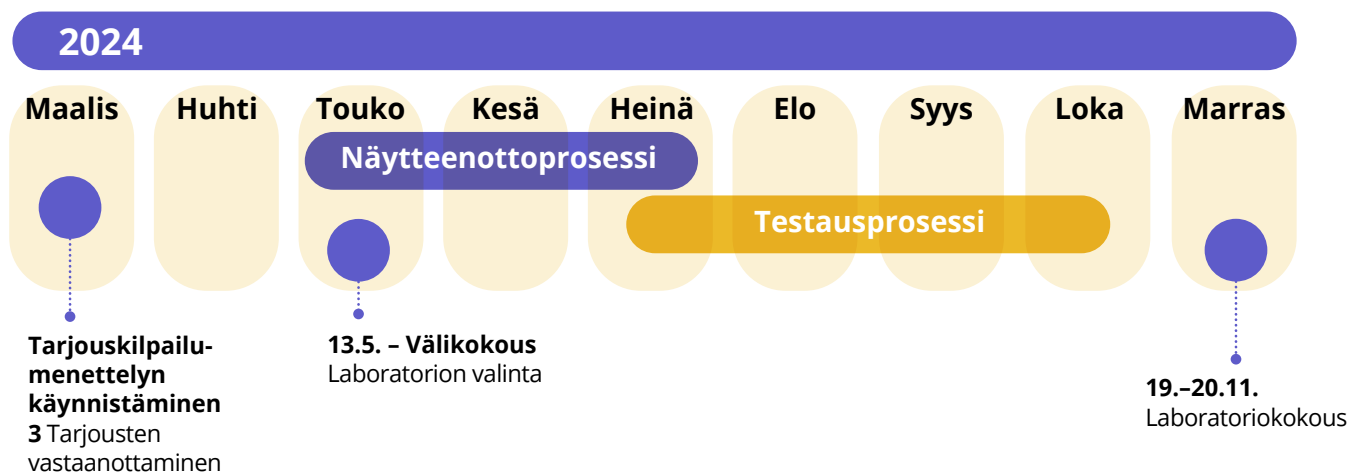 2024
Maalis Huhti Touko Kesä Heinä Elo Syys Loka Marras
Näytteenottoprosessi
Testausprosessi
Tarjouskilpailu-
menettelyn
käynnistäminen
3 Tarjousten
vastaanottaminen
13.5. – Välikokous
Laboratorion valinta
19.–20.11.
Laboratoriokokous